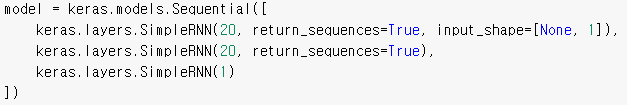 model = keras.models.Sequential([
    keras.layers.SimpleRNN(20, return_sequences=True, input_shape=[None, 1]),
    keras.layers.SimpleRNN(20, return_sequences=True),
    keras.layers.SimpleRNN(1)
])